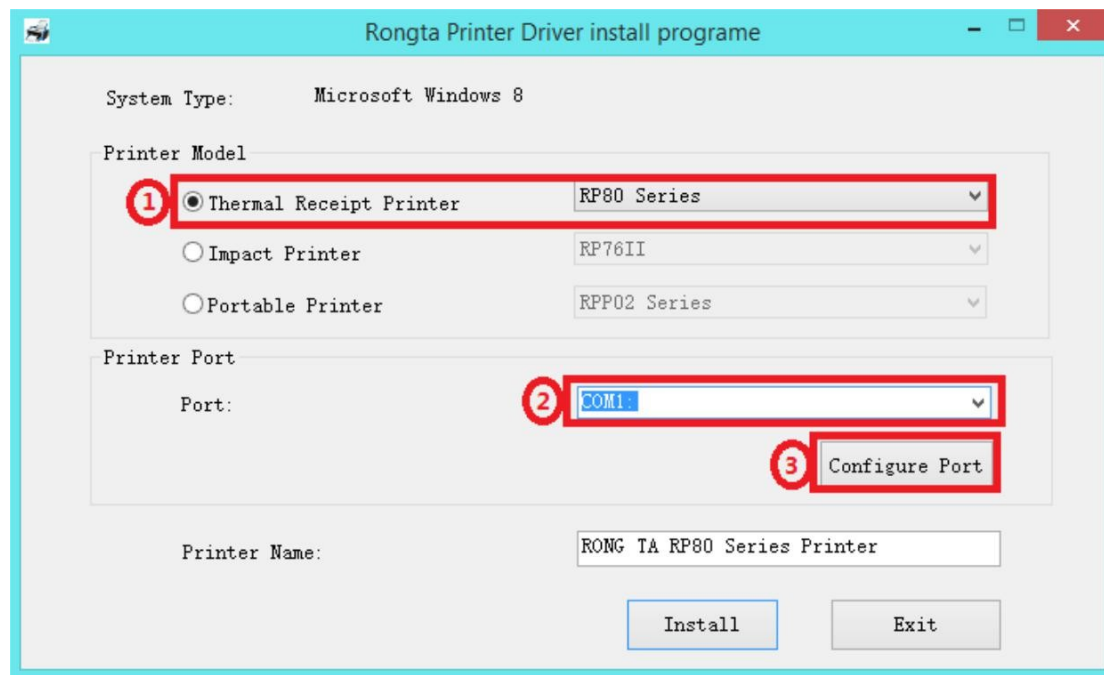 Rongta Printer Driver install programe
System Type: Microsoft Windows 8
Printer Model
1 Thermal Receipt Printer RP80 Series
Impact Printer RP76II
Portable Printer RPP02 Series
Printer Port
Port: 2 COM1:
3 Configure Port
Printer Name: RONG TA RP80 Series Printer
Install Exit